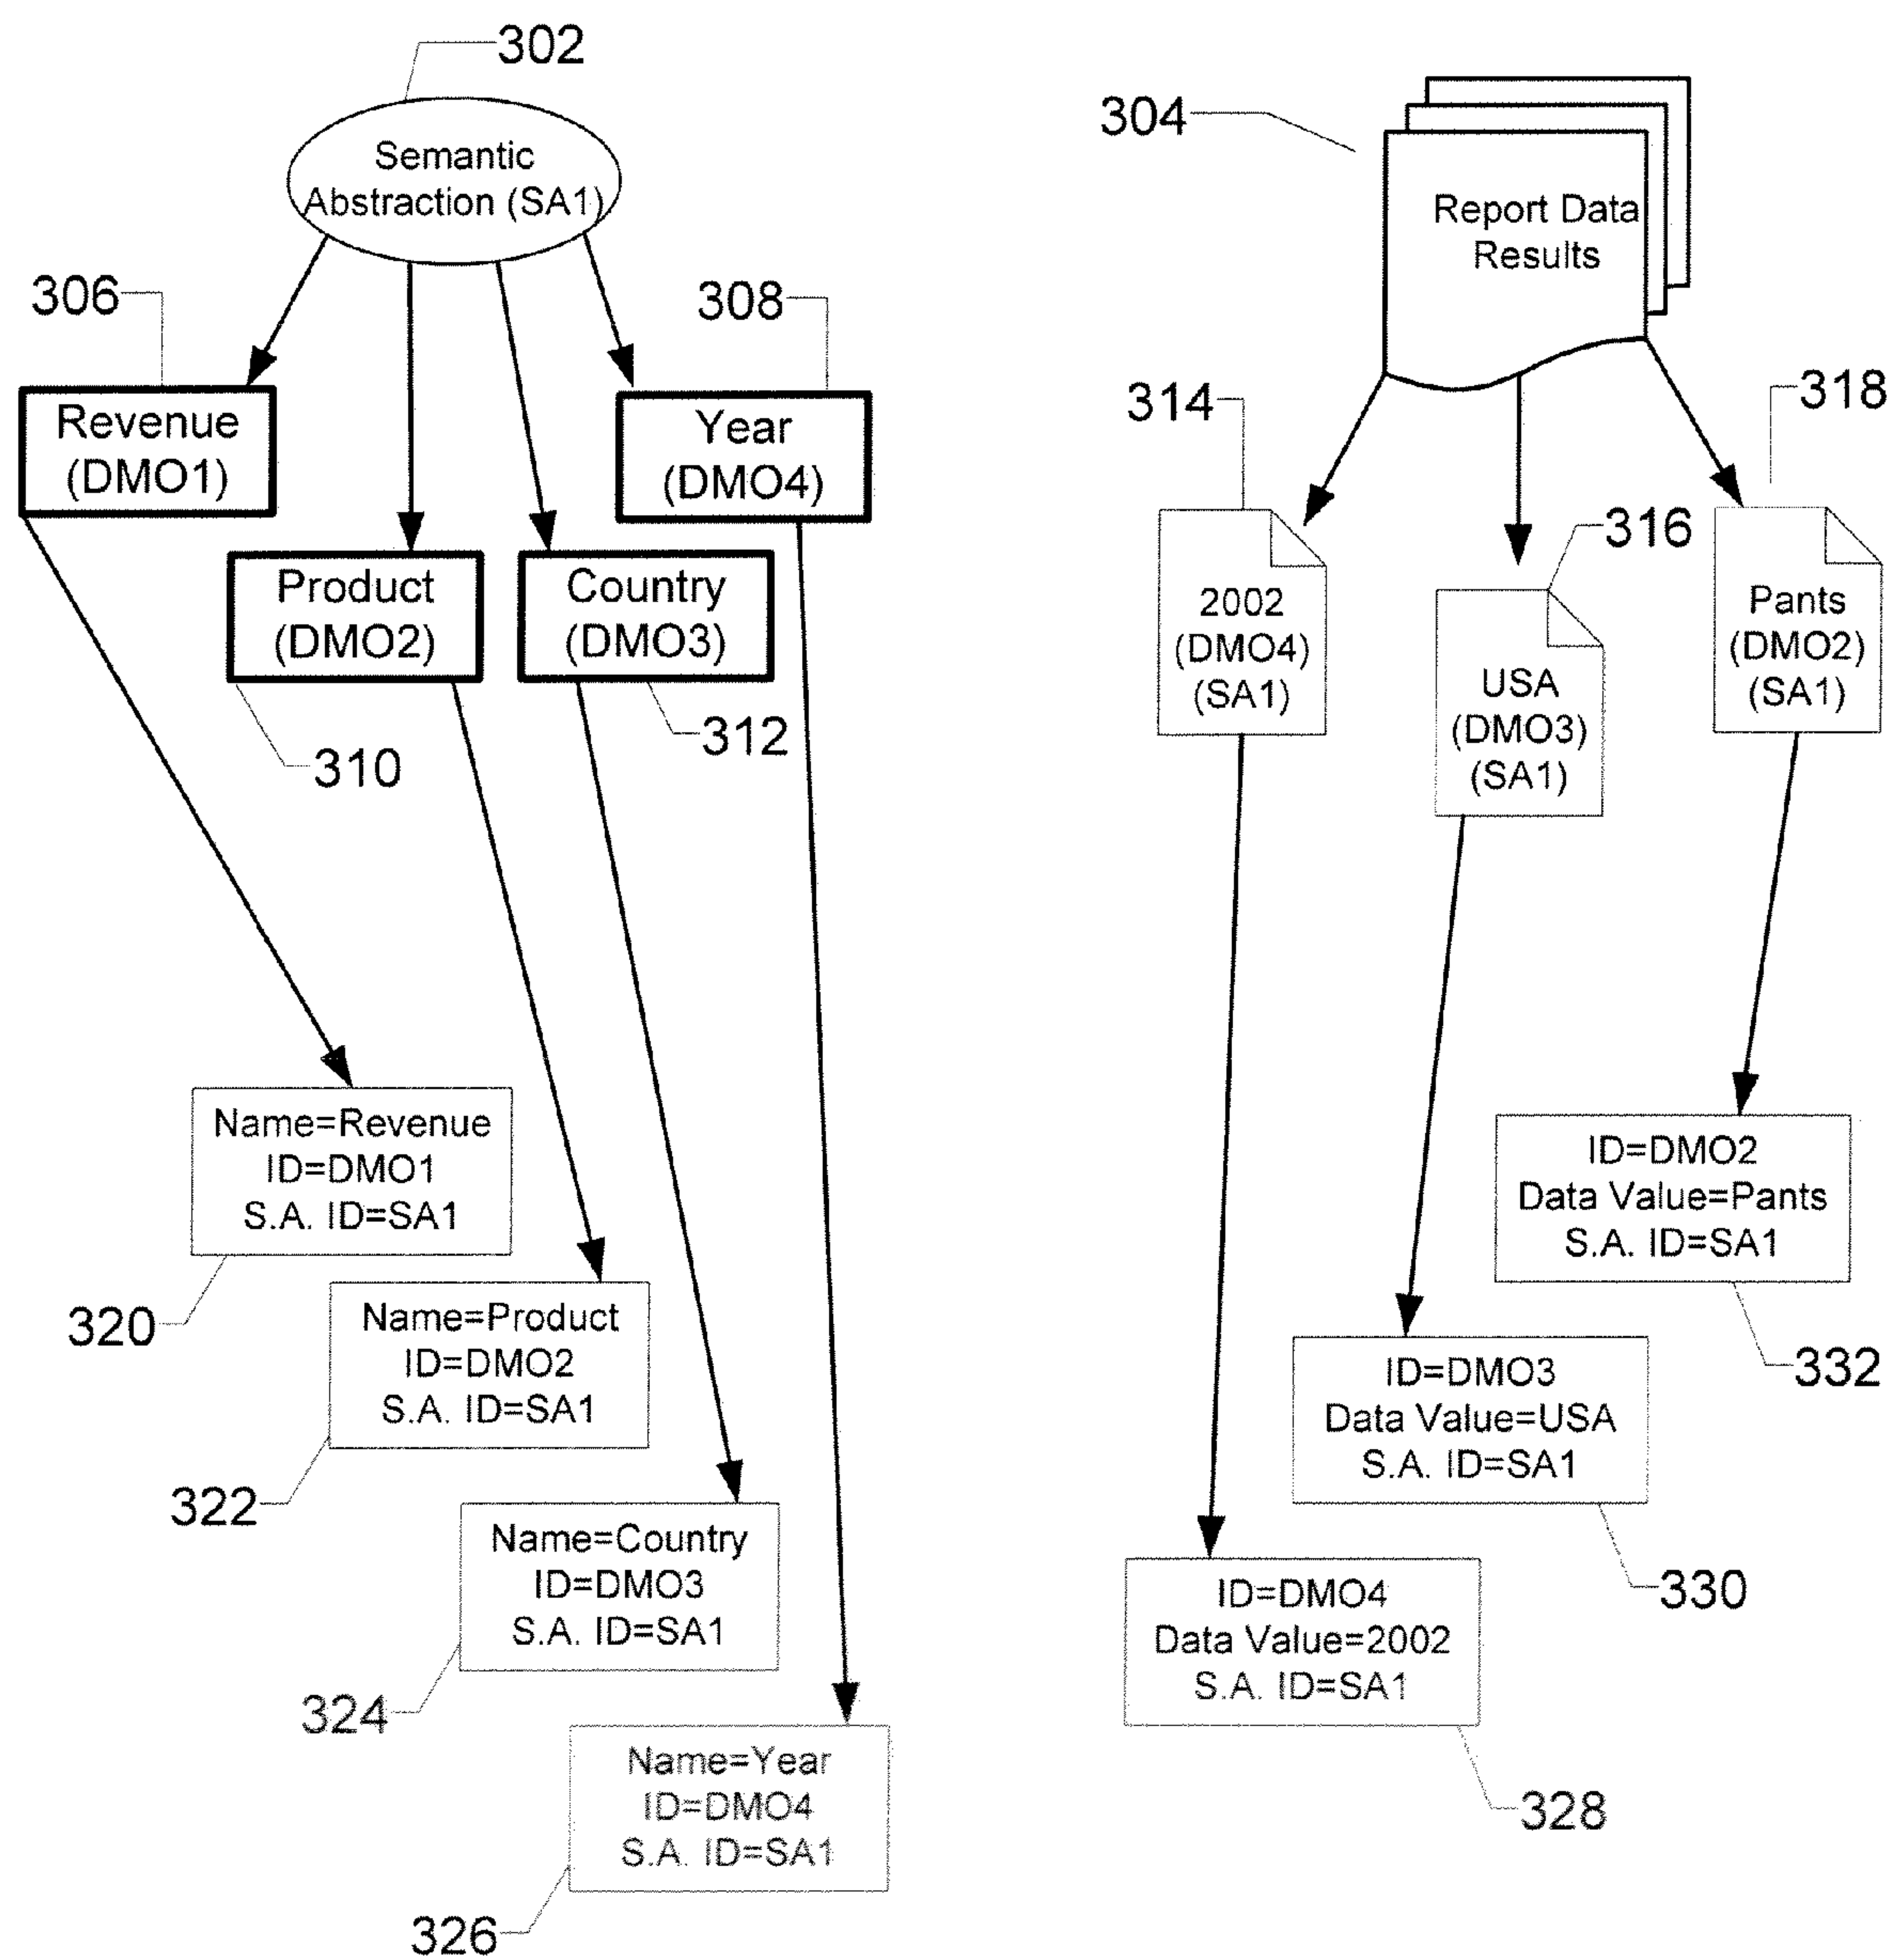 302
Semantic
Abstraction (SA1)
304
Report Data
Results
306
308
Revenue
(DMO1)
Year
(DMO4)
Product
(DMO2)
Country
(DMO3)
310
312
314
316
318
2002
(DMO4)
(SA1)
USA
(DMO3)
(SA1)
Pants
(DMO2)
(SA1)
Name=Revenue
ID=DMO1
S.A. ID=SA1
320
Name=Product
ID=DMO2
S.A. ID=SA1
322
Name=Country
ID=DMO3
S.A. ID=SA1
324
Name=Year
ID=DMO4
S.A. ID=SA1
326
ID=DMO2
Data Value=Pants
S.A. ID=SA1
332
ID=DMO3
Data Value=USA
S.A. ID=SA1
330
ID=DMO4
Data Value=2002
S.A. ID=SA1
328